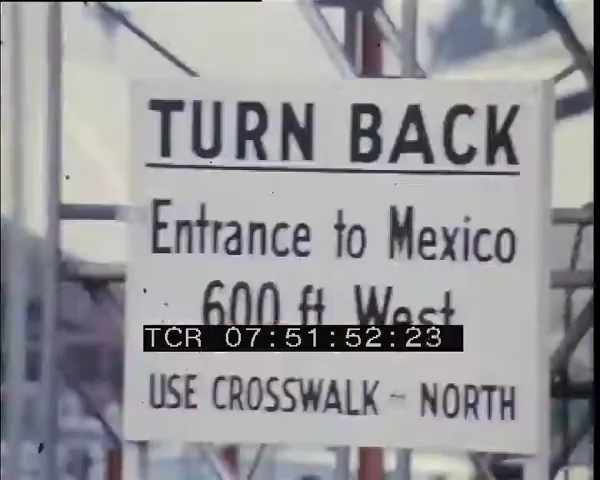 TURN BACK
Entrance to Mexico
600 ft West
TCR 07:51:52:23
USE CROSSWALK - NORTH